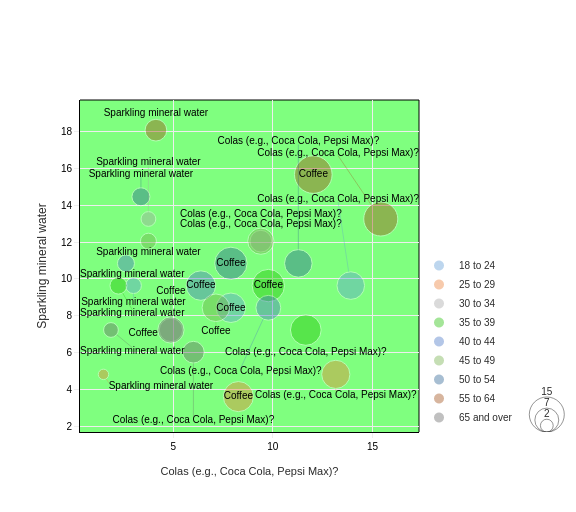 Sparkling mineral water
18
Colas (e.g., Coca Cola, Pepsi Max)?
Colas (e.g., Coca Cola, Pepsi Max)?
Sparkling mineral water
16
Sparkling mineral water
Coffee
14
Colas (e.g., Coca Cola, Pepsi Max)?
Colas (e.g., Coca Cola, Pepsi Max)?
Colas (e.g., Coca Cola, Pepsi Max)?
12
Sparkling mineral water
Coffee
Sparkling mineral water
10
Coffee
Coffee
Coffee
Sparkling mineral water
Coffee
8
Sparkling mineral water
Coffee
Coffee
6
Sparkling mineral water
Colas (e.g., Coca Cola, Pepsi Max)?
Colas (e.g., Coca Cola, Pepsi Max)?
4
Sparkling mineral water
Coffee
Colas (e.g., Coca Cola, Pepsi Max)?
Colas (e.g., Coca Cola, Pepsi Max)?
2
5
10
15
Colas (e.g., Coca Cola, Pepsi Max)?
Sparkling mineral water
18 to 24
25 to 29
30 to 34
35 to 39
40 to 44
45 to 49
50 to 54
55 to 64
65 and over
15
7
2